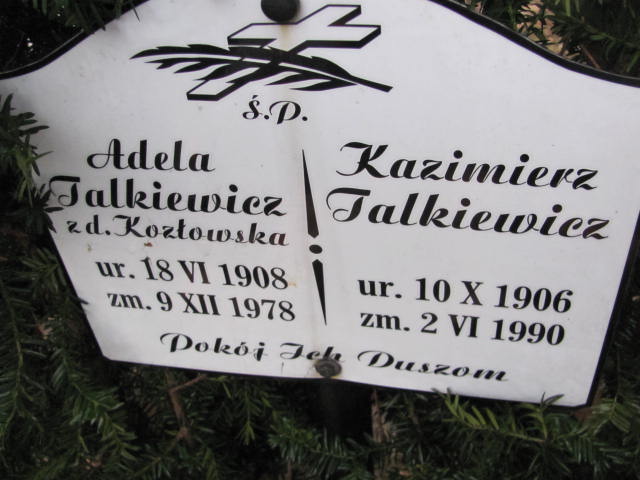 Ś.P.
Adela
Talkiewicz
z d. Kozłowska
ur. 18 VI 1908
zm. 9 XII 1978
Kazimierz
Talkiewicz
ur. 10 X 1906
zm. 2 VI 1990
Pokój Ich Duszom